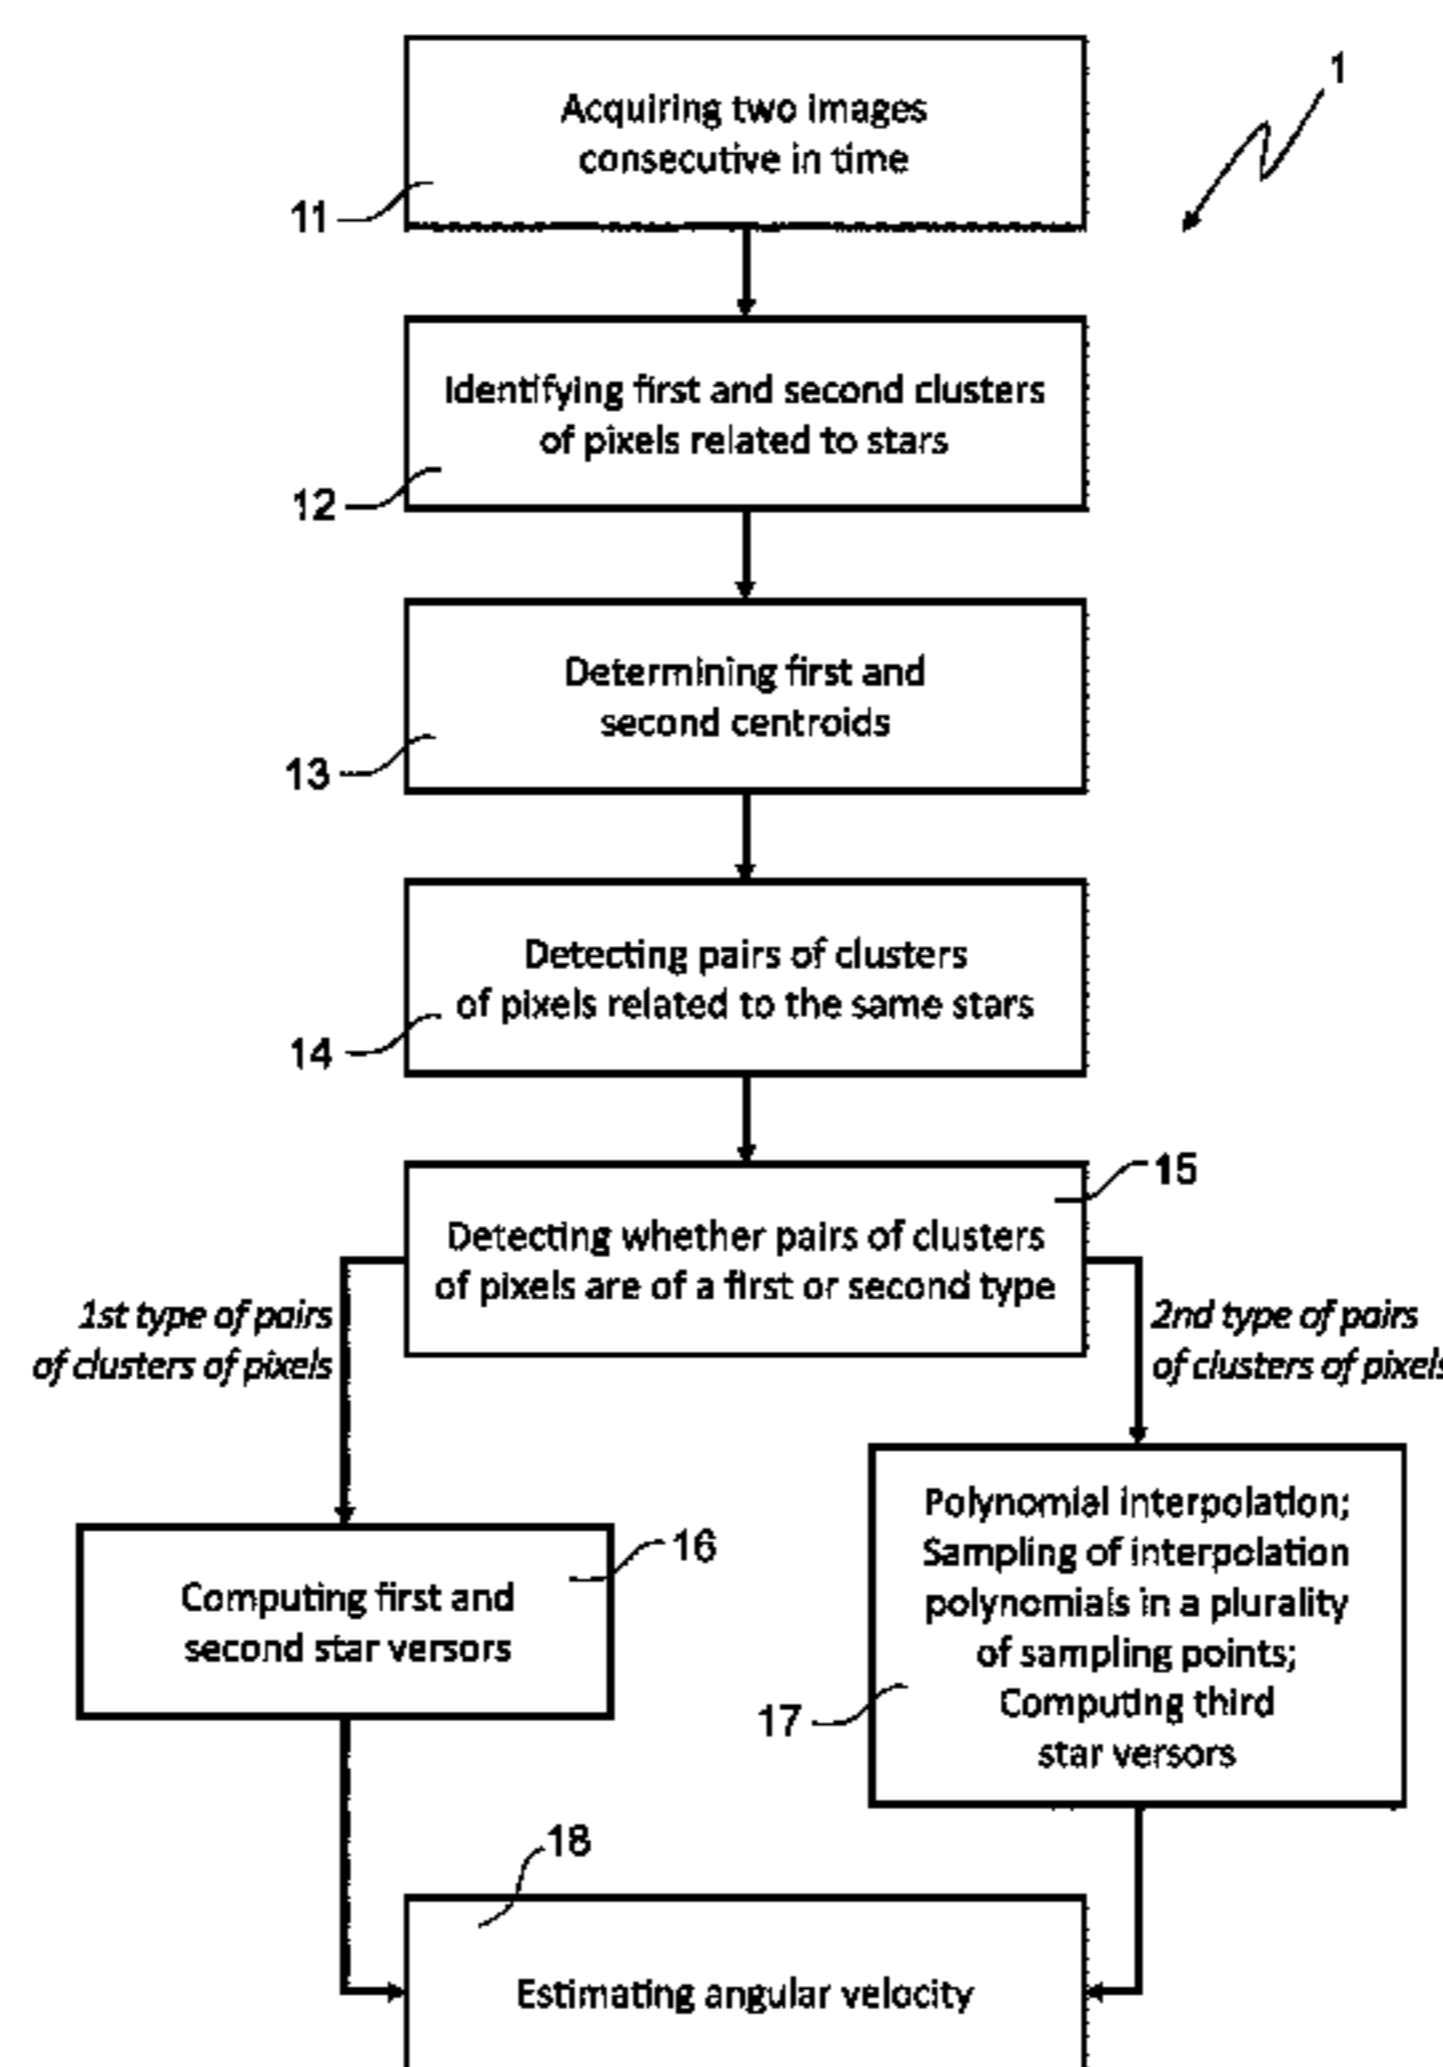 1
Acquiring two images
consecutive in time
11
Identifying first and second clusters
of pixels related to stars
12
Determining first and
second centroids
13
Detecting pairs of clusters
of pixels related to the same stars
14
15
Detecting whether pairs of clusters
of pixels are of a first or second type
1st type of pairs
of clusters of pixels
2nd type of pairs
of clusters of pixels
16
Computing first and
second star versors
Polynomial interpolation;
Sampling of interpolation
polynomials in a plurality
of sampling points;
Computing third
star versors
17
18
Estimating angular velocity